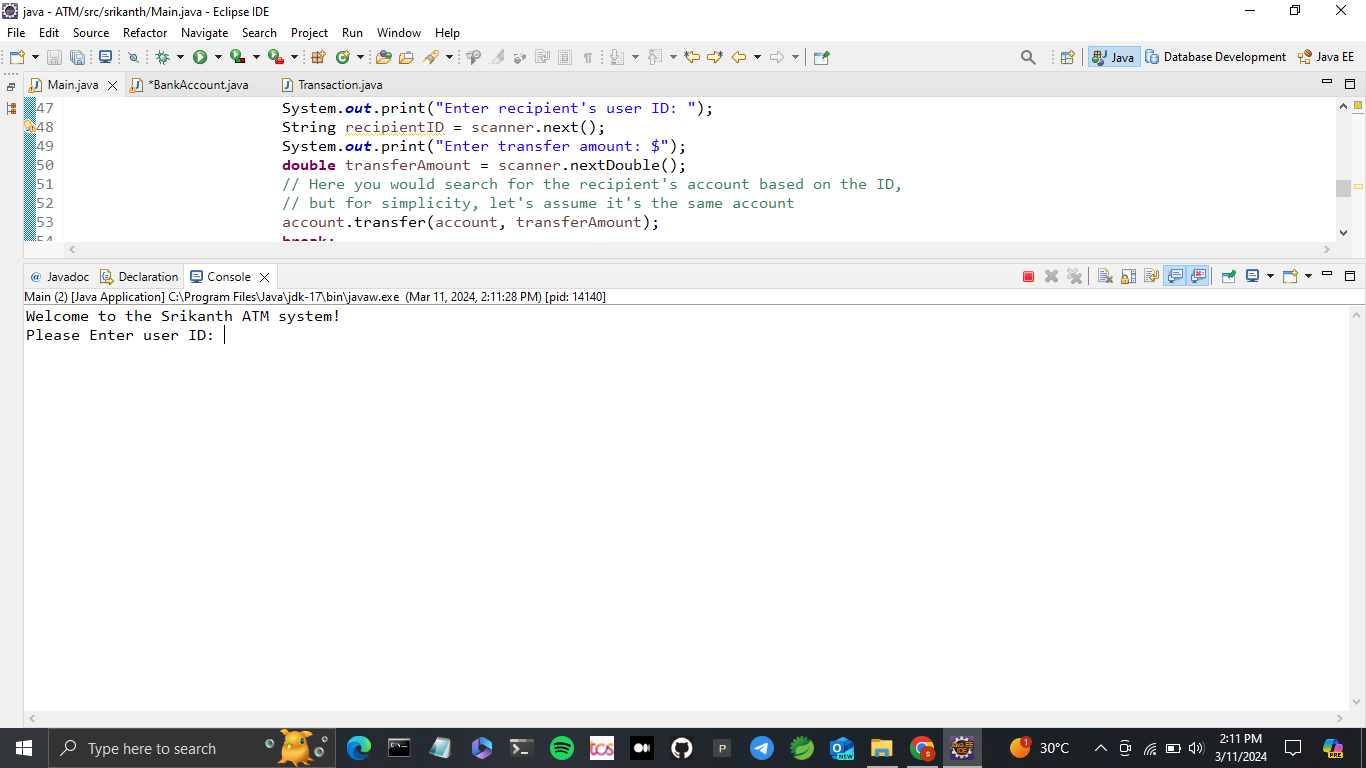 java - ATM/src/srikanth/Main.java - Eclipse IDE
File Edit Source Refactor Navigate Search Project Run Window Help
Java Database Development Java EE
Main.java *BankAccount.java Transaction.java
47 System.out.print("Enter recipient's user ID: ");
48 String recipientID = scanner.next();
49 System.out.print("Enter transfer amount: $");
50 double transferAmount = scanner.nextDouble();
51 // Here you would search for the recipient's account based on the ID,
52 // but for simplicity, let's assume it's the same account
53 account.transfer(account, transferAmount);
54 break;
@ Javadoc Declaration Console
Main (2) [Java Application] C:\Program Files\Java\jdk-17\bin\javaw.exe (Mar 11, 2024, 2:11:28 PM) [pid: 14140]
Welcome to the Srikanth ATM system!
Please Enter user ID:
Type here to search
tcs
P
NEW
S
1
30°C
2:11 PM
3/11/2024
PRE